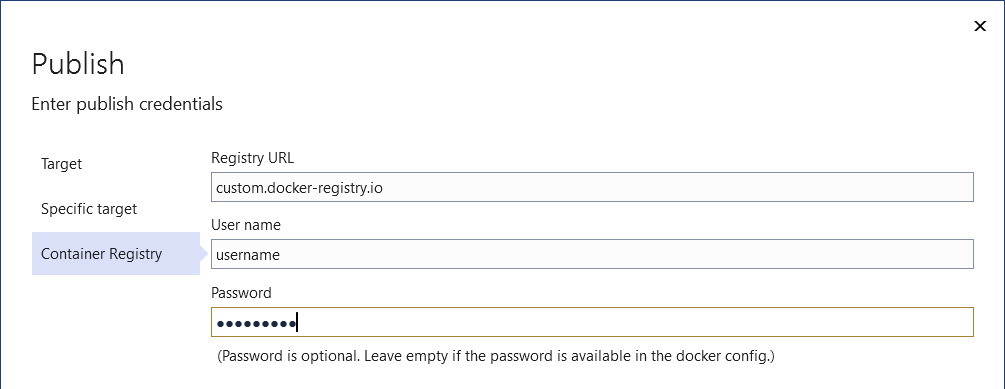 Publish
Enter publish credentials
Target
Specific target
Container Registry
Registry URL
custom.docker-registry.io
User name
username
Password
●●●●●●●●●
(Password is optional. Leave empty if the password is available in the docker config.)